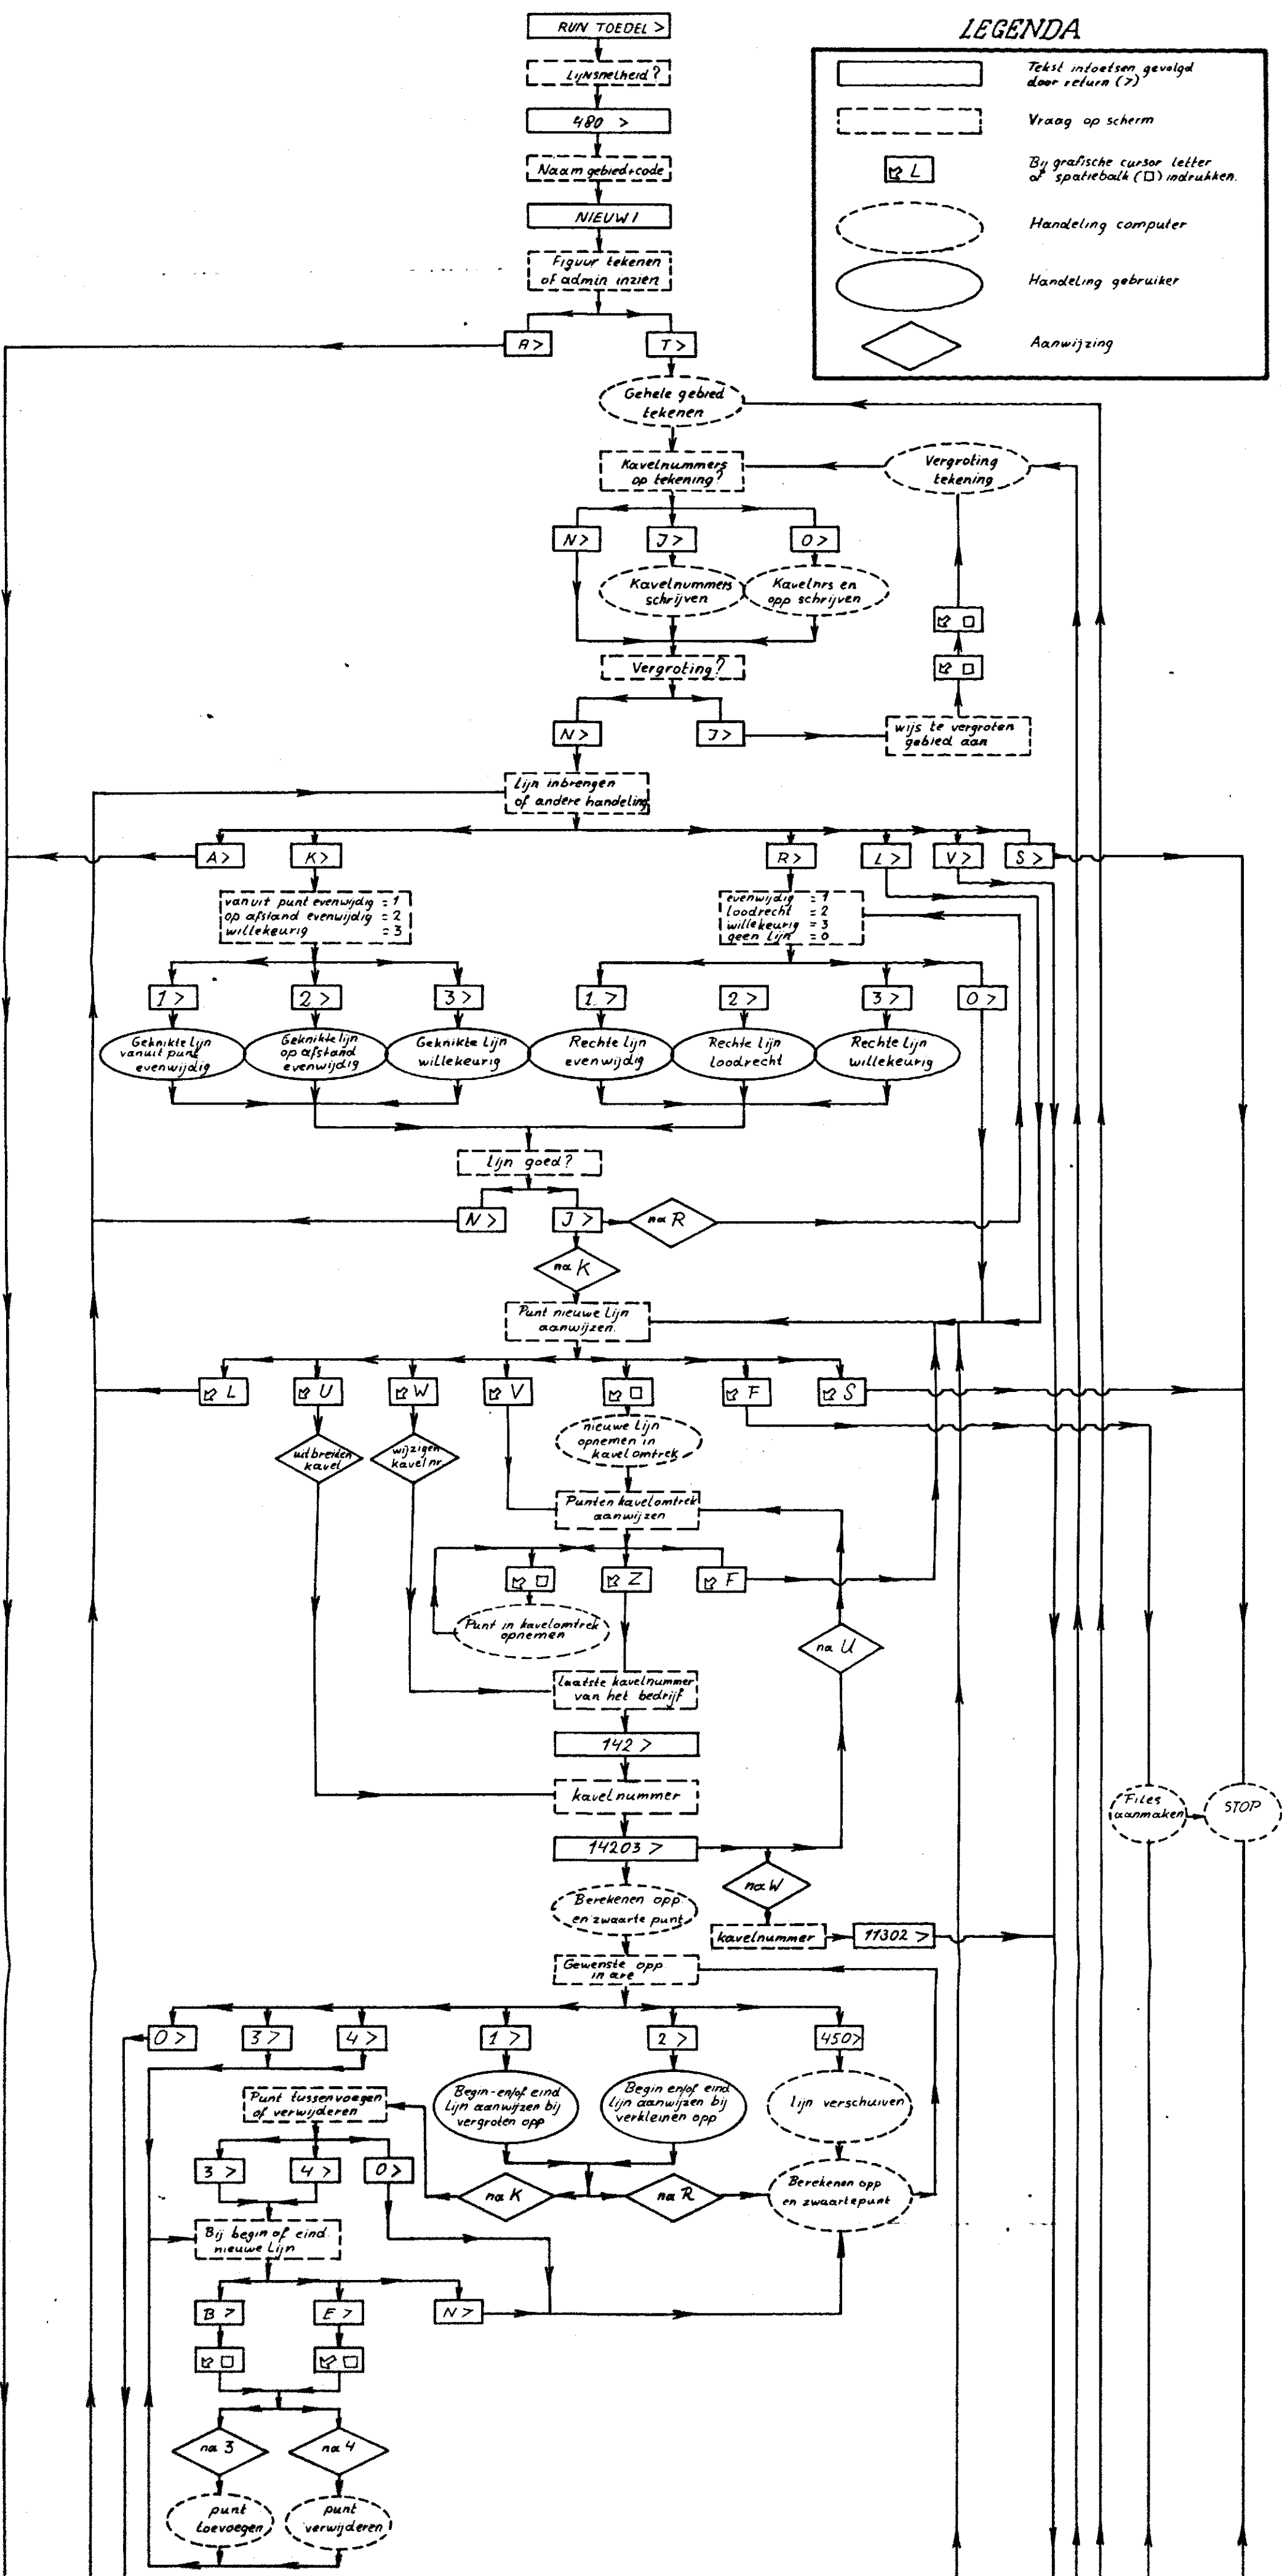 RUN TOEDEL >
Lijnsnelheid?
480 >
Naam gebied+code
NIEUW 1
Figuur tekenen
of admin inzien
A >
T >
LEGENDA
Tekst intoetsen gevolgd
door return (>)
Vraag op scherm
L
Bij grafische cursor letter
of spatiebalk (□) indrukken.
Handeling computer
Handeling gebruiker
Aanwijzing
Gehele gebied
tekenen
Kavelnummers
op tekening?
Vergroting
tekening
N >
J >
O >
Kavelnummers
schrijven
Kavelnrs en
opp schrijven
Vergroting?
N >
J >
wijs te vergroten
gebied aan
Lijn inbrengen
of andere handeling
A >
K >
R >
L >
V >
S >
vanuit punt evenwijdig = 1
op afstand evenwijdig = 2
willekeurig = 3
evenwijdig = 1
loodrecht = 2
willekeurig = 3
geen lijn = 0
1 >
2 >
3 >
1 >
2 >
3 >
0 >
Geknikte lijn
vanuit punt
evenwijdig
Geknikte lijn
op afstand
evenwijdig
Geknikte lijn
willekeurig
Rechte lijn
evenwijdig
Rechte lijn
loodrecht
Rechte lijn
willekeurig
Lijn goed?
N >
J >
na R
na K
Punt nieuwe lijn
aanwijzen.
L
U
W
V
F
S
uitbreiden
kavel
wijzigen
kavelnr
nieuwe lijn
opnemen in
kavelomtrek
Punten kavelomtrek
aanwijzen
Z
F
Punt in kavelomtrek
opnemen
na U
laatste kavelnummer
van het bedrijf
142 >
kavelnummer
14203 >
Files
aanmaken
STOP
na W
Berekenen opp
en zwaarte punt
kavelnummer
11302 >
Gewenste opp
in are
0 >
3 >
4 >
1 >
2 >
450>
Punt tussenvoegen
of verwijderen
Begin-en/of eind
lijn aanwijzen bij
vergroten opp
Begin en/of eind
lijn aanwijzen bij
verkleinen opp
lijn verschuiven
3 >
4 >
0 >
na K
na R
Berekenen opp
en zwaartepunt
Bij begin of eind
nieuwe lijn
B >
E >
N >
na 3
na 4
punt
toevoegen
punt
verwijderen